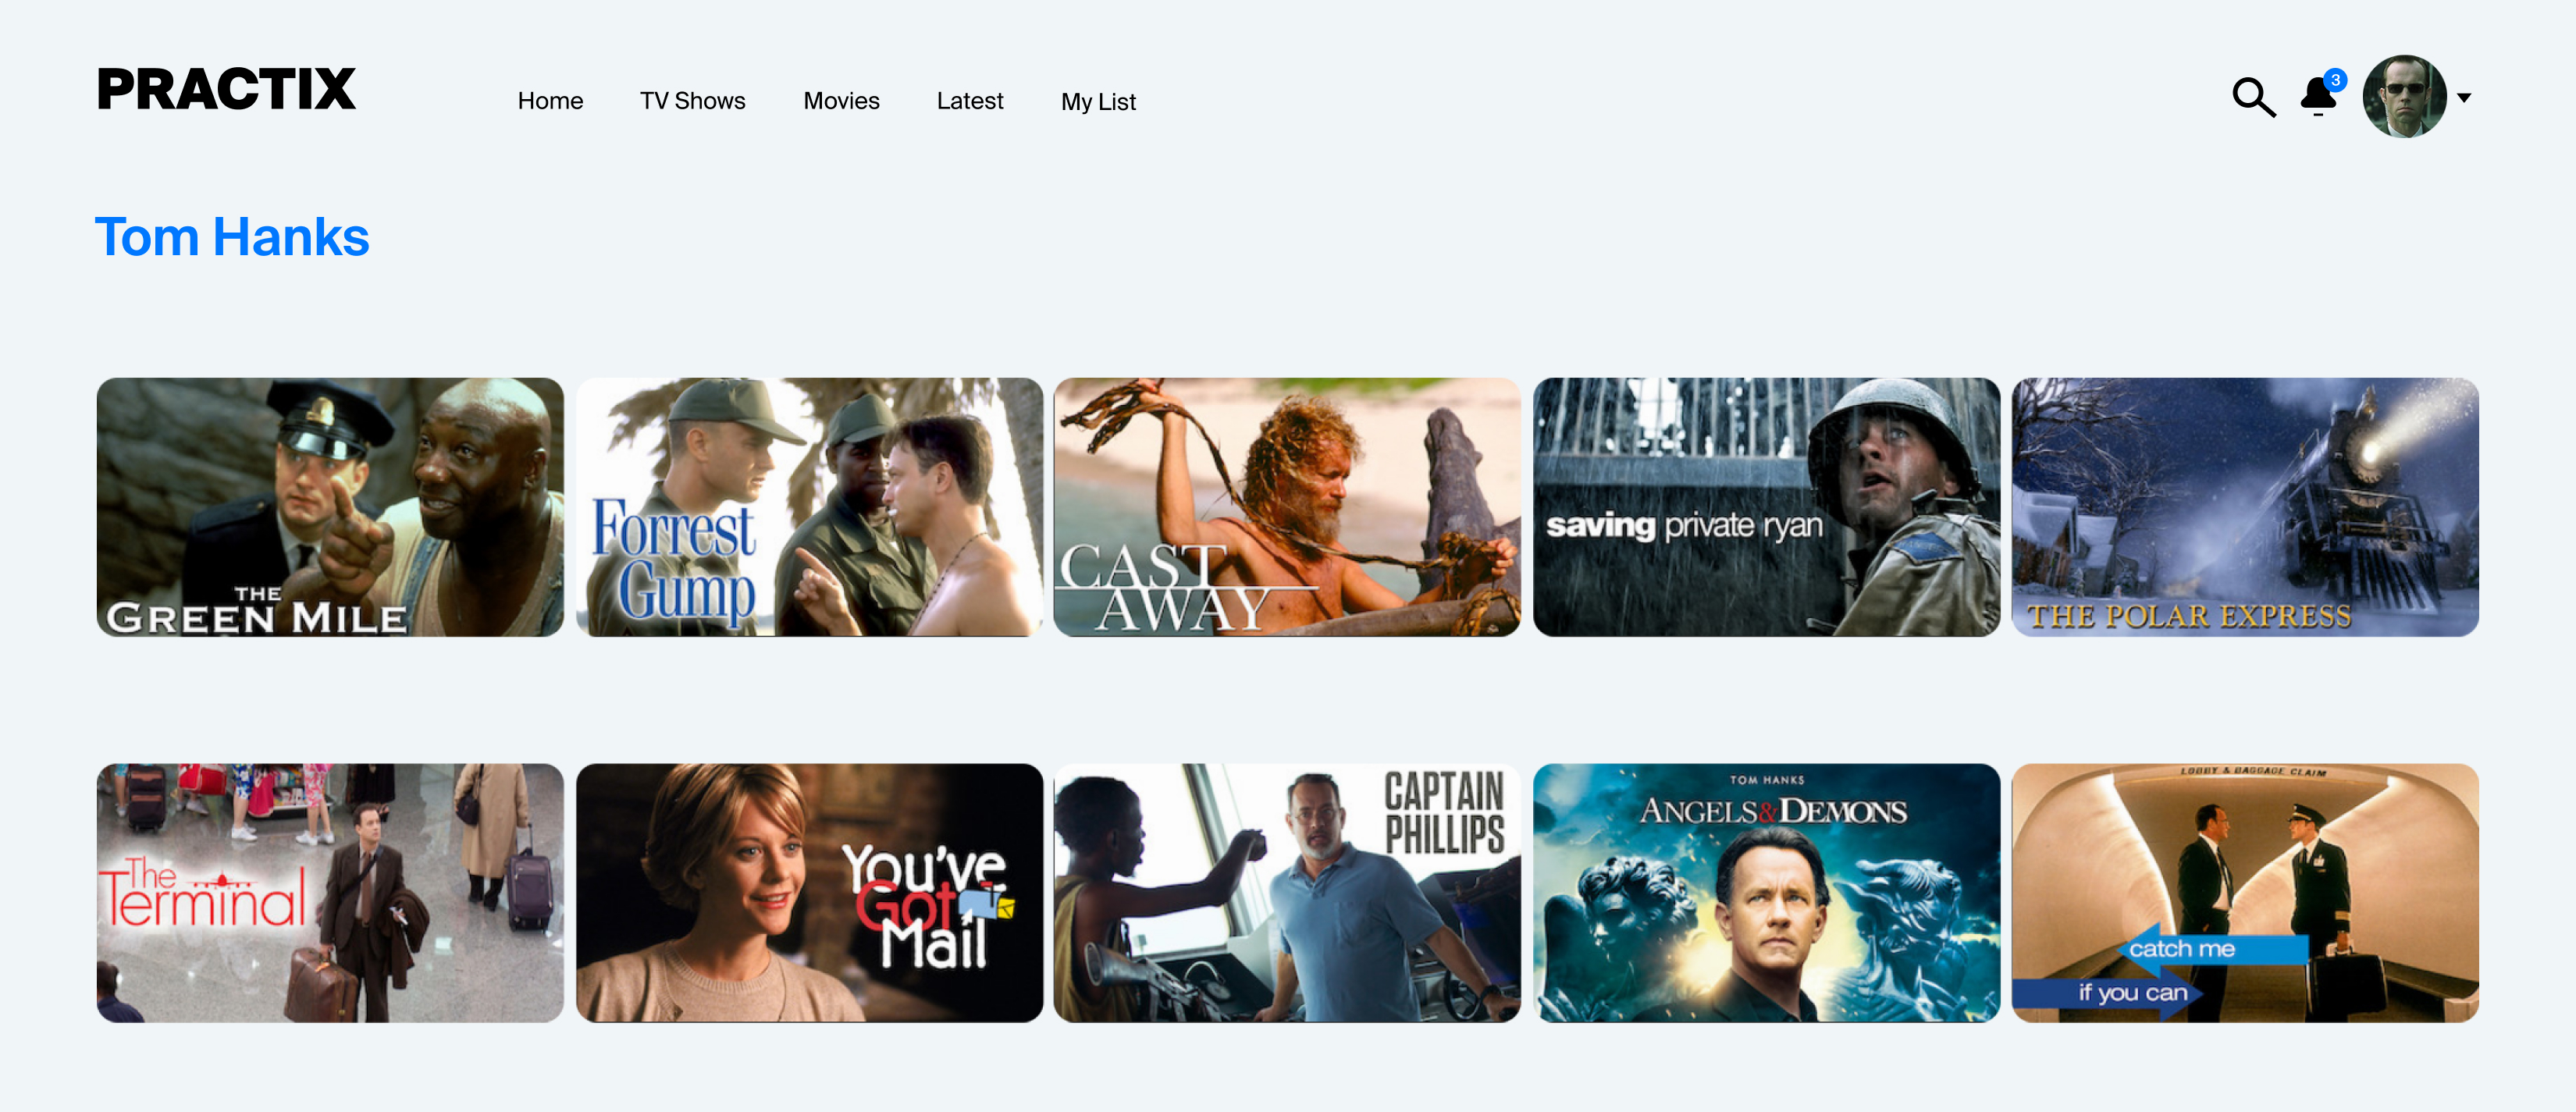 PRACTIX
Home TV Shows Movies Latest My List
3
Tom Hanks
THE
GREEN MILE
Forrest
Gump
CAST
AWAY
saving private ryan
THE POLAR EXPRESS
The
Terminal
You've
Got
Mail
CAPTAIN
PHILLIPS
TOM HANKS
ANGELS&DEMONS
LOBBY & BAGGAGE CLAIM
catch me
if you can